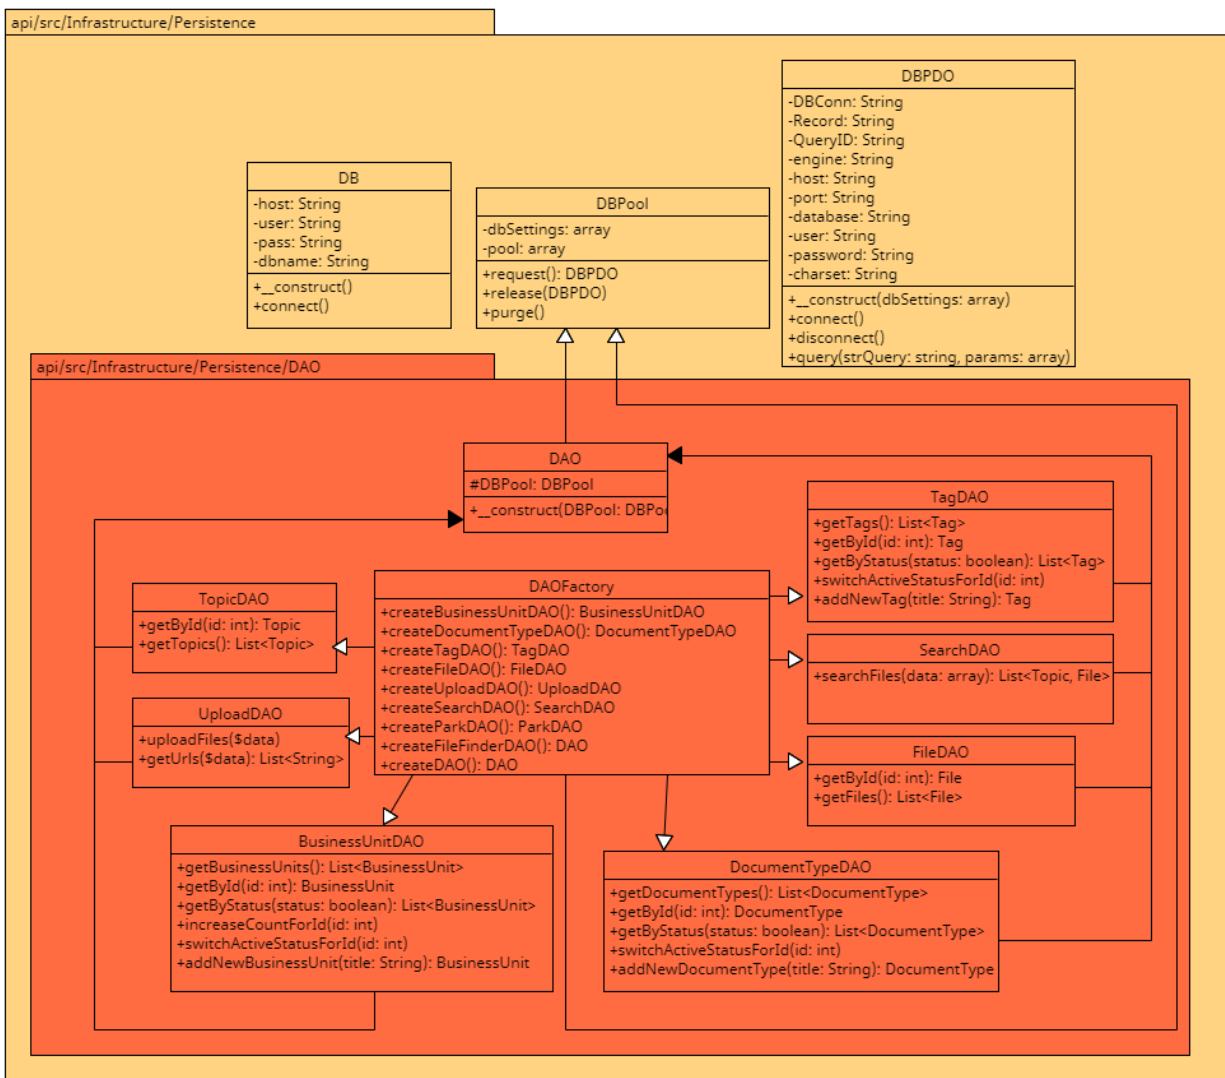 api/src/Infrastructure/Persistence
DBPDO
-DBConn: String
-Record: String
-QueryID: String
-engine: String
-host: String
-port: String
-database: String
-user: String
-password: String
-charset: String
+__construct(dbSettings: array)
+connect()
+disconnect()
+query(strQuery: string, params: array)
DB
-host: String
-user: String
-pass: String
-dbname: String
+__construct()
+connect()
DBPool
-dbSettings: array
-pool: array
+request(): DBPDO
+release(DBPDO)
+purge()
api/src/Infrastructure/Persistence/DAO
DAO
#DBPool: DBPool
+__construct(DBPool: DBPo
TagDAO
+getTags(): List<Tag>
+getById(id: int): Tag
+getByStatus(status: boolean): List<Tag>
+switchActiveStatusForId(id: int)
+addNewTag(title: String): Tag
DAOFactory
+createBusinessUnitDAO(): BusinessUnitDAO
+createDocumentTypeDAO(): DocumentTypeDAO
+createTagDAO(): TagDAO
+createFileDAO(): FileDAO
+createUploadDAO(): UploadDAO
+createSearchDAO(): SearchDAO
+createParkDAO(): ParkDAO
+createFileFinderDAO(): DAO
+createDAO(): DAO
TopicDAO
+getById(id: int): Topic
+getTopics(): List<Topic>
SearchDAO
+searchFiles(data: array): List<Topic, File>
UploadDAO
+uploadFiles($data)
+getUrls($data): List<String>
FileDAO
+getById(id: int): File
+getFiles(): List<File>
BusinessUnitDAO
+getBusinessUnits(): List<BusinessUnit>
+getById(id: int): BusinessUnit
+getByStatus(status: boolean): List<BusinessUnit>
+increaseCountForId(id: int)
+switchActiveStatusForId(id: int)
+addNewBusinessUnit(title: String): BusinessUnit
DocumentTypeDAO
+getDocumentTypes(): List<DocumentType>
+getById(id: int): DocumentType
+getByStatus(status: boolean): List<DocumentType>
+switchActiveStatusForId(id: int)
+addNewDocumentType(title: String): DocumentType